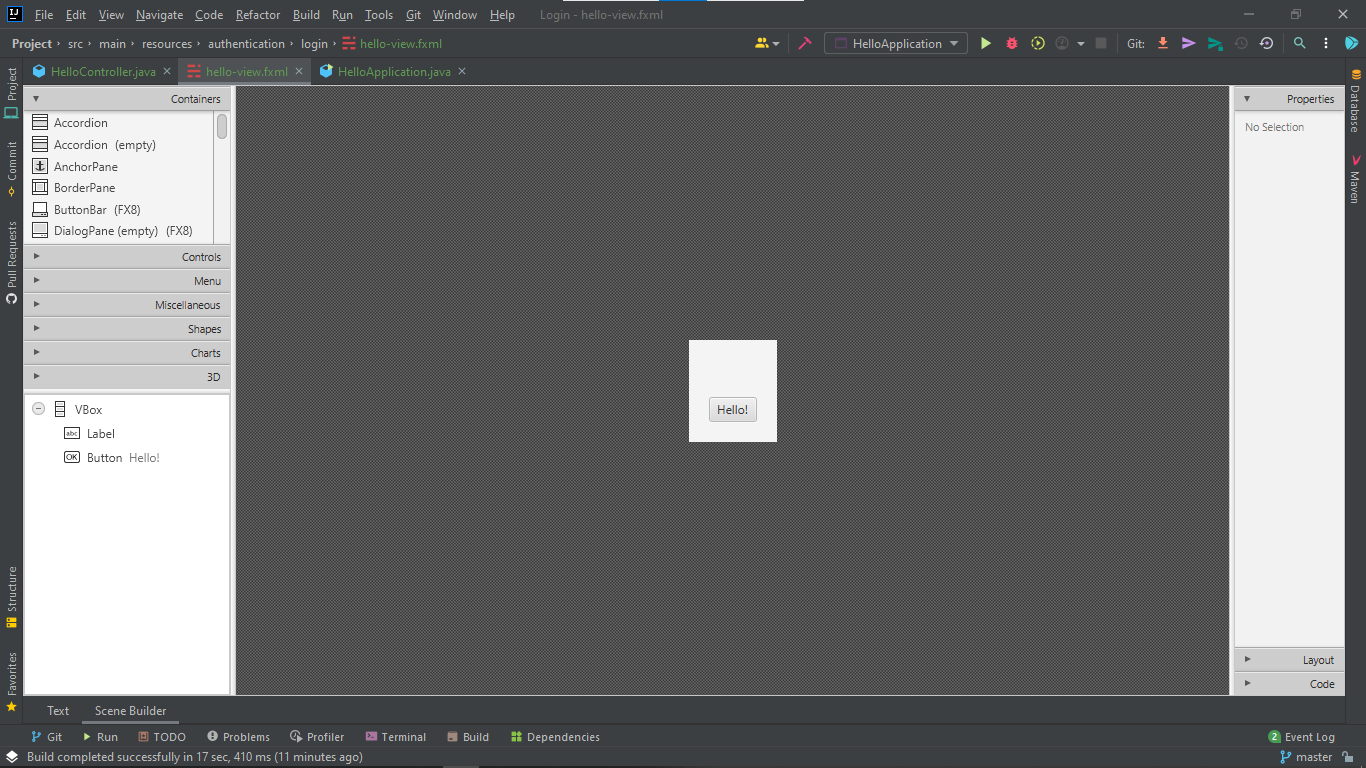 File Edit View Navigate Code Refactor Build Run Tools Git Window Help Login - hello-view.fxml
Project › src › main › resources › authentication › login › hello-view.fxml HelloApplication Git:
HelloController.java hello-view.fxml HelloApplication.java
Project
Commit
Pull Requests
Structure
Favorites
Containers
Accordion
Accordion (empty)
AnchorPane
BorderPane
ButtonBar (FX8)
DialogPane (empty) (FX8)
Controls
Menu
Miscellaneous
Shapes
Charts
3D
VBox
abc Label
OK Button Hello!
Hello!
Properties
No Selection
Layout
Code
Database
Maven
Text Scene Builder
Git Run TODO Problems Profiler Terminal Build Dependencies 2 Event Log
Build completed successfully in 17 sec, 410 ms (11 minutes ago) master